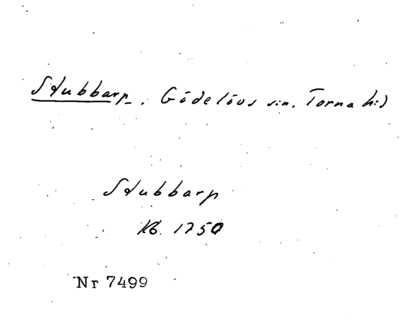 Stubbarp. Gödelövs sn. Torna hd
Stubbarp
Kb. 1750
Nr 7499